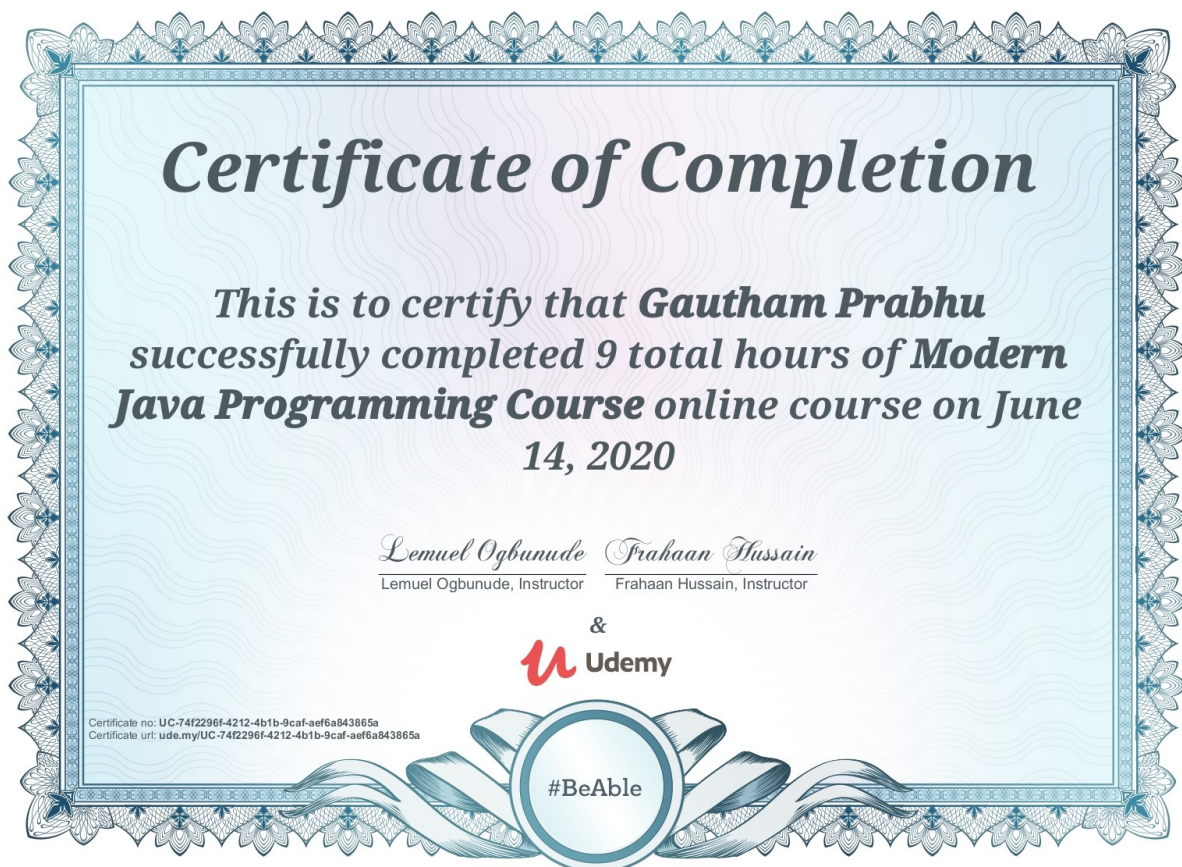 Certificate of Completion
This is to certify that Gautham Prabhu
successfully completed 9 total hours of Modern
Java Programming Course online course on June
14, 2020
Lemuel Ogbunude Frahaan Hussain
Lemuel Ogbunude, Instructor Frahaan Hussain, Instructor
&
Udemy
Certificate no: UC-74f2296f-4212-4b1b-9caf-aef6a843865a
Certificate url: ude.my/UC-74f2296f-4212-4b1b-9caf-aef6a843865a
#BeAble